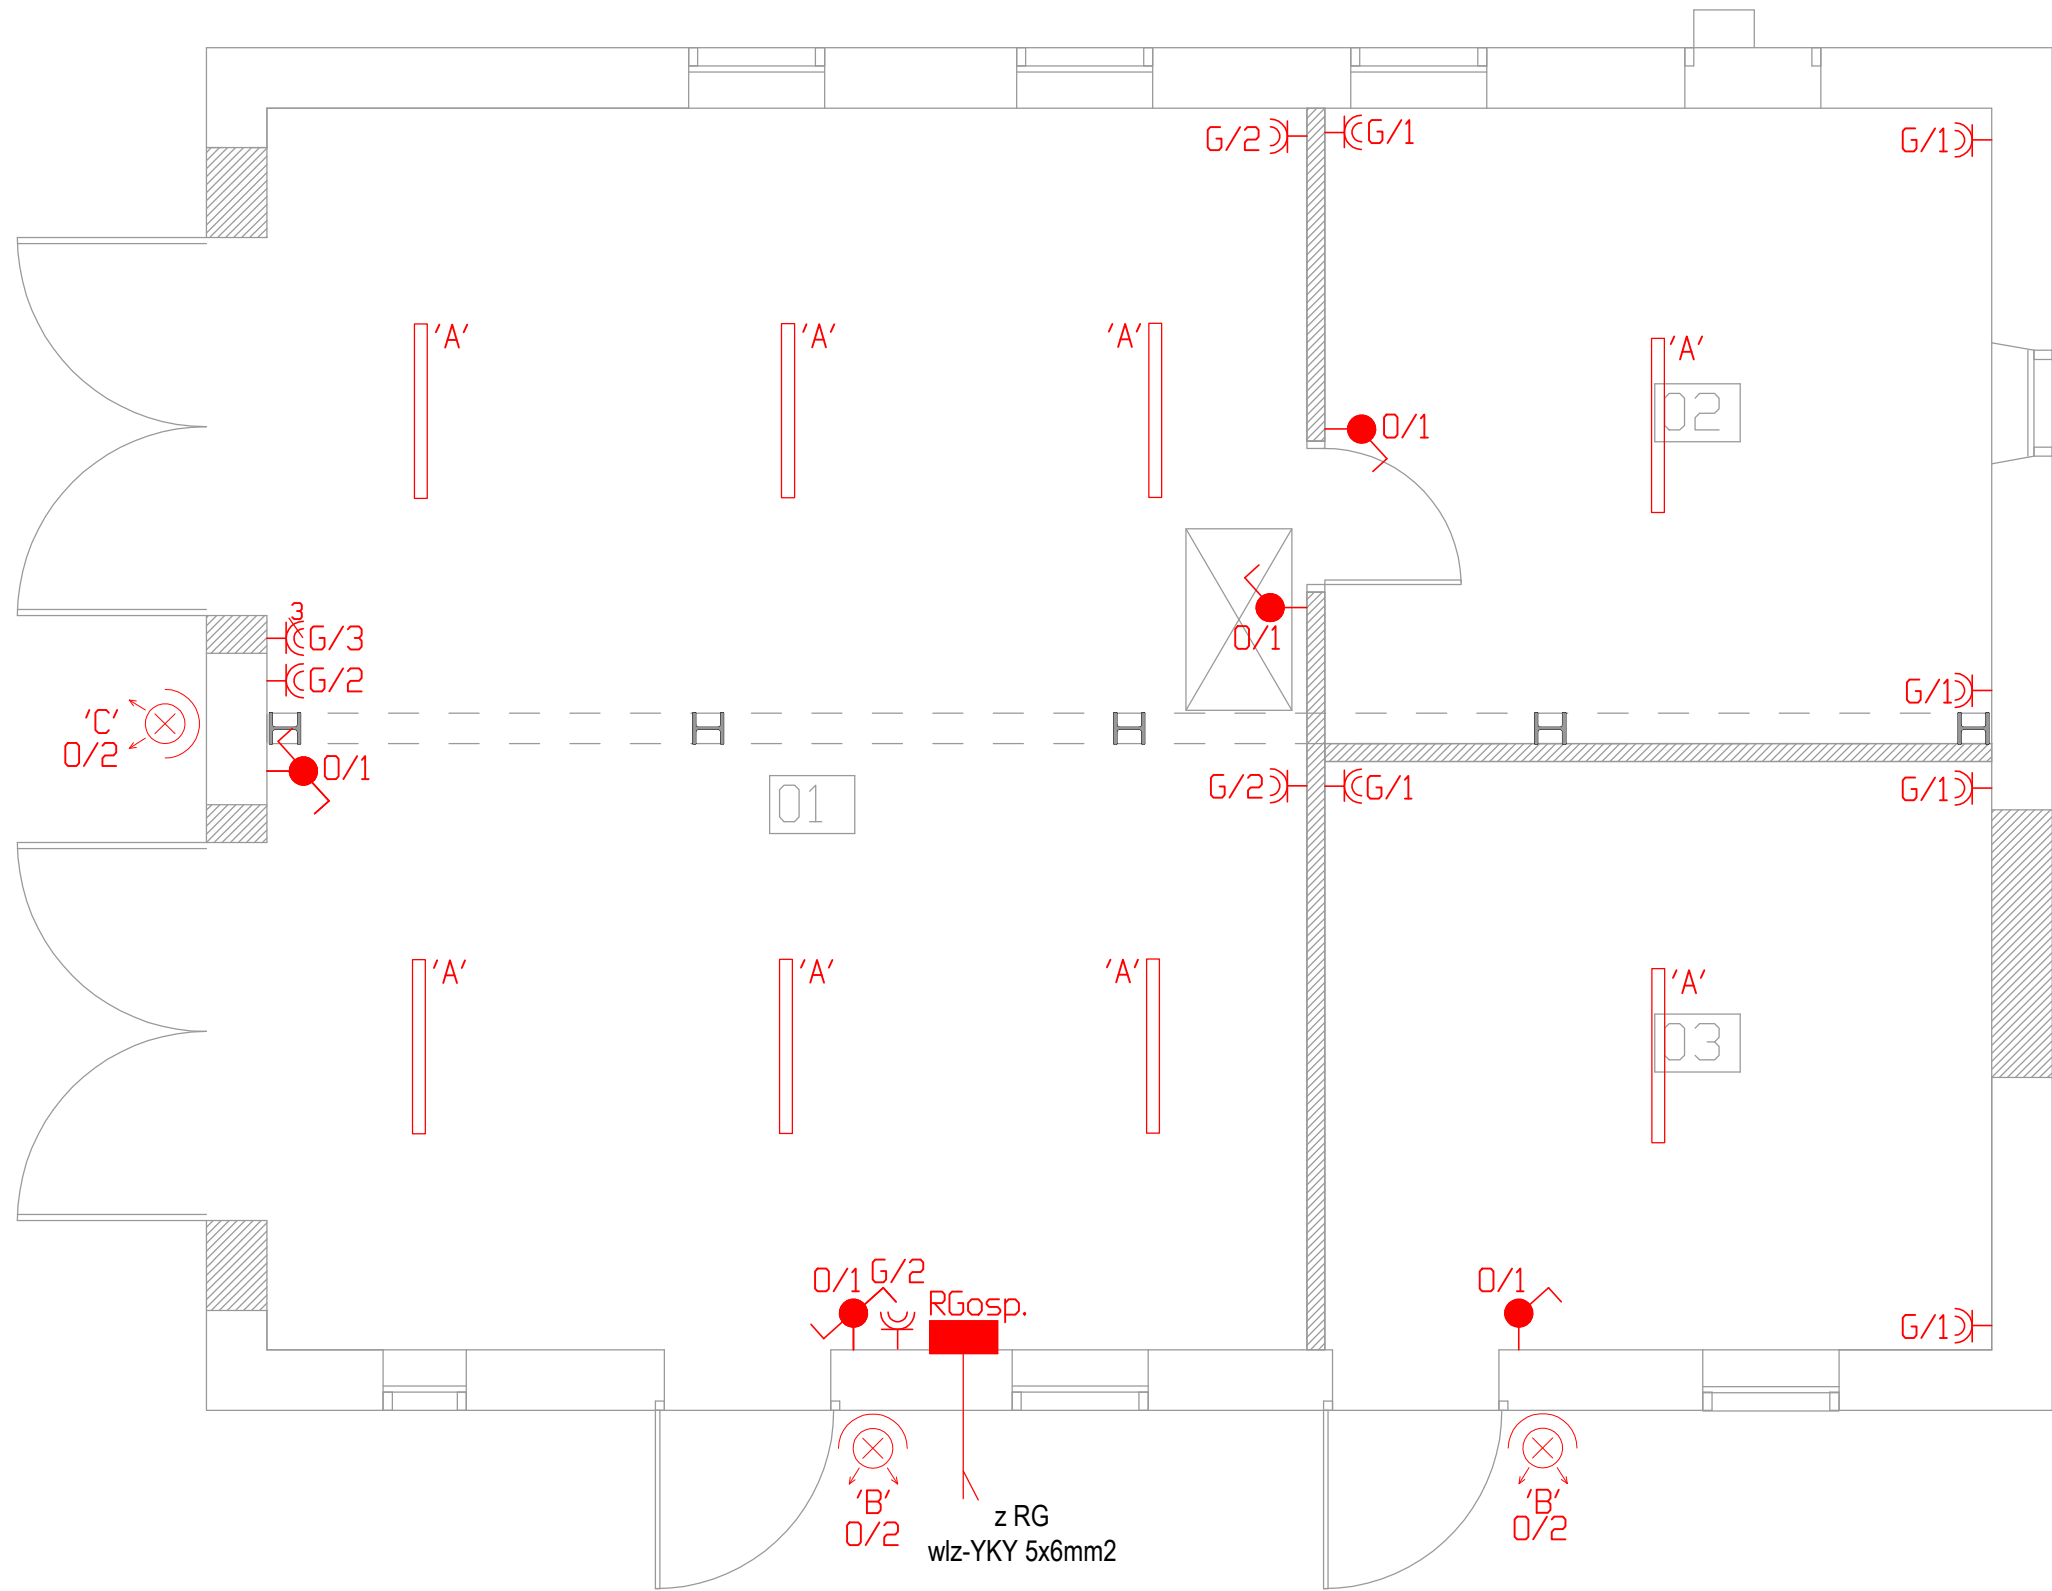 G/2
G/1
G/1
'A'
'A'
'A'
'A'
02
O/1
3
G/3
O/1
G/2
G/1
'C'
O/2
O/1
G/2
G/1
G/1
01
'A'
'A'
'A'
'A'
03
O/1
G/2
RGosp.
O/1
G/1
'B'
O/2
'B'
O/2
z RG
wlz-YKY 5x6mm2